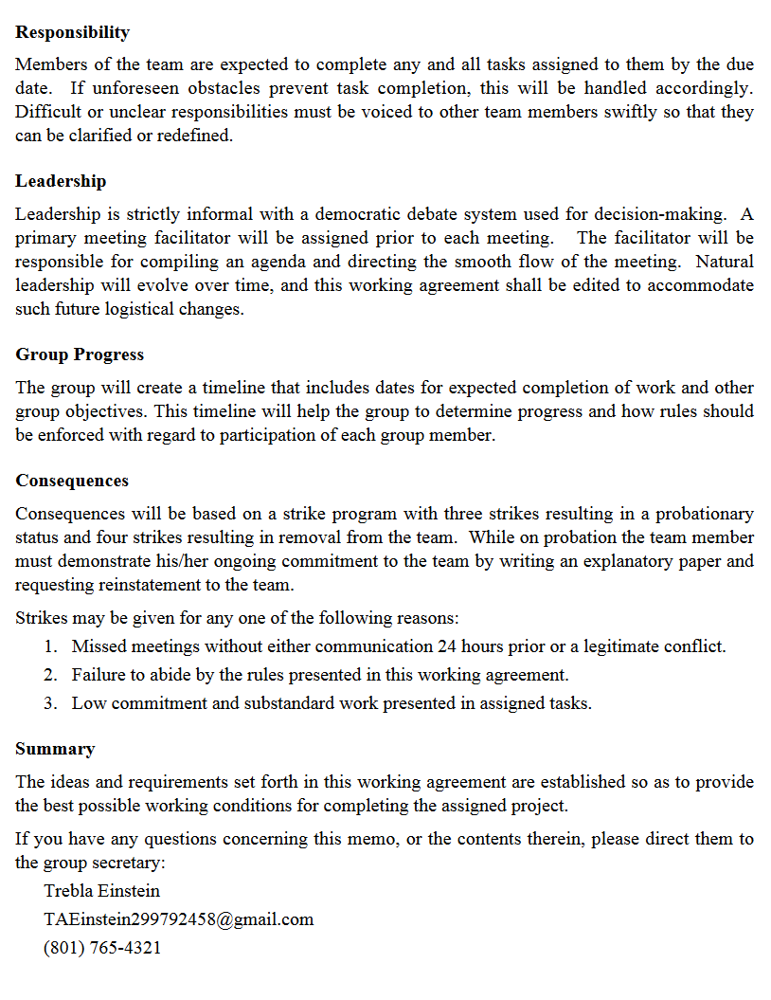 Responsibility
Members of the team are expected to complete any and all tasks assigned to them by the due
date.  If unforeseen obstacles prevent task completion, this will be handled accordingly.
Difficult or unclear responsibilities must be voiced to other team members swiftly so that they
can be clarified or redefined.
Leadership
Leadership is strictly informal with a democratic debate system used for decision-making.  A
primary meeting facilitator will be assigned prior to each meeting.   The facilitator will be
responsible for compiling an agenda and directing the smooth flow of the meeting.  Natural
leadership will evolve over time, and this working agreement shall be edited to accommodate
such future logistical changes.
Group Progress
The group will create a timeline that includes dates for expected completion of work and other
group objectives. This timeline will help the group to determine progress and how rules should
be enforced with regard to participation of each group member.
Consequences
Consequences will be based on a strike program with three strikes resulting in a probationary
status and four strikes resulting in removal from the team.  While on probation the team member
must demonstrate his/her ongoing commitment to the team by writing an explanatory paper and
requesting reinstatement to the team.
Strikes may be given for any one of the following reasons:
1. Missed meetings without either communication 24 hours prior or a legitimate conflict.
2. Failure to abide by the rules presented in this working agreement.
3. Low commitment and substandard work presented in assigned tasks.
Summary
The ideas and requirements set forth in this working agreement are established so as to provide
the best possible working conditions for completing the assigned project.
If you have any questions concerning this memo, or the contents therein, please direct them to
the group secretary:
Trebla Einstein
TAEinstein299792458@gmail.com
(801) 765-4321